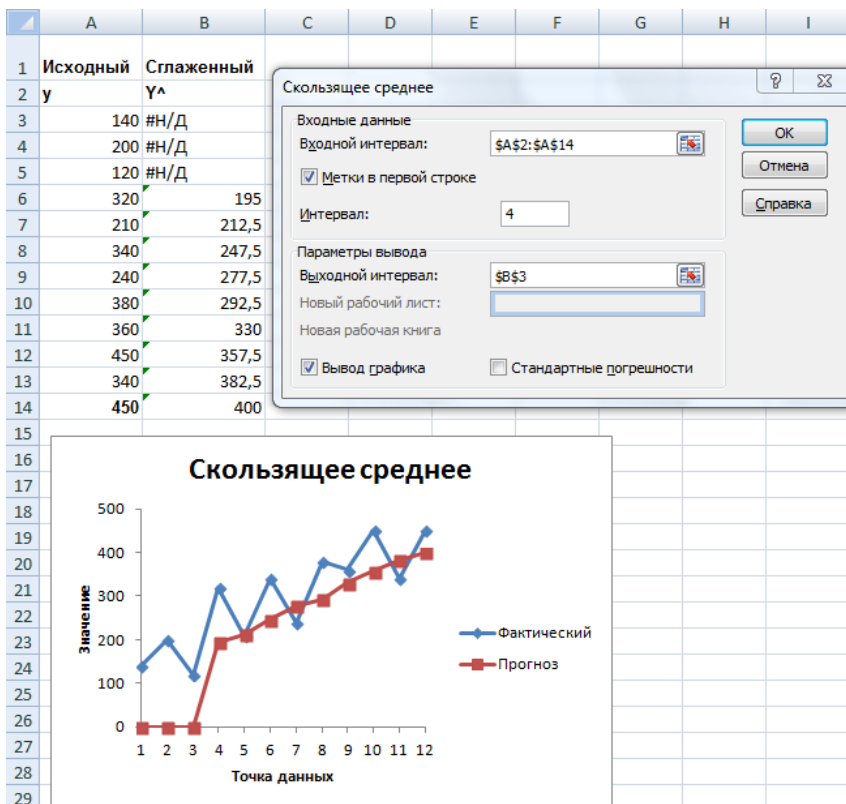 A B C D E F G H I
1 Исходный Сглаженный
2 y Y^
3 140 #Н/Д
4 200 #Н/Д
5 120 #Н/Д
6 320 195
7 210 212,5
8 340 247,5
9 240 277,5
10 380 292,5
11 360 330
12 450 357,5
13 340 382,5
14 450 400
Скользящее среднее
Входные данные
Входной интервал: $A$2:$A$14
Метки в первой строке
Интервал: 4
Параметры вывода
Выходной интервал: $B$3
Новый рабочий лист:
Новая рабочая книга
Вывод графика Стандартные погрешности
ОК
Отмена
Справка
15
16
17
18
19
20
21
22
23
24
25
26
27
28
29
Скользящее среднее
Значение
500
400
300
200
100
0
1 2 3 4 5 6 7 8 9 10 11 12
Точка данных
Фактический
Прогноз